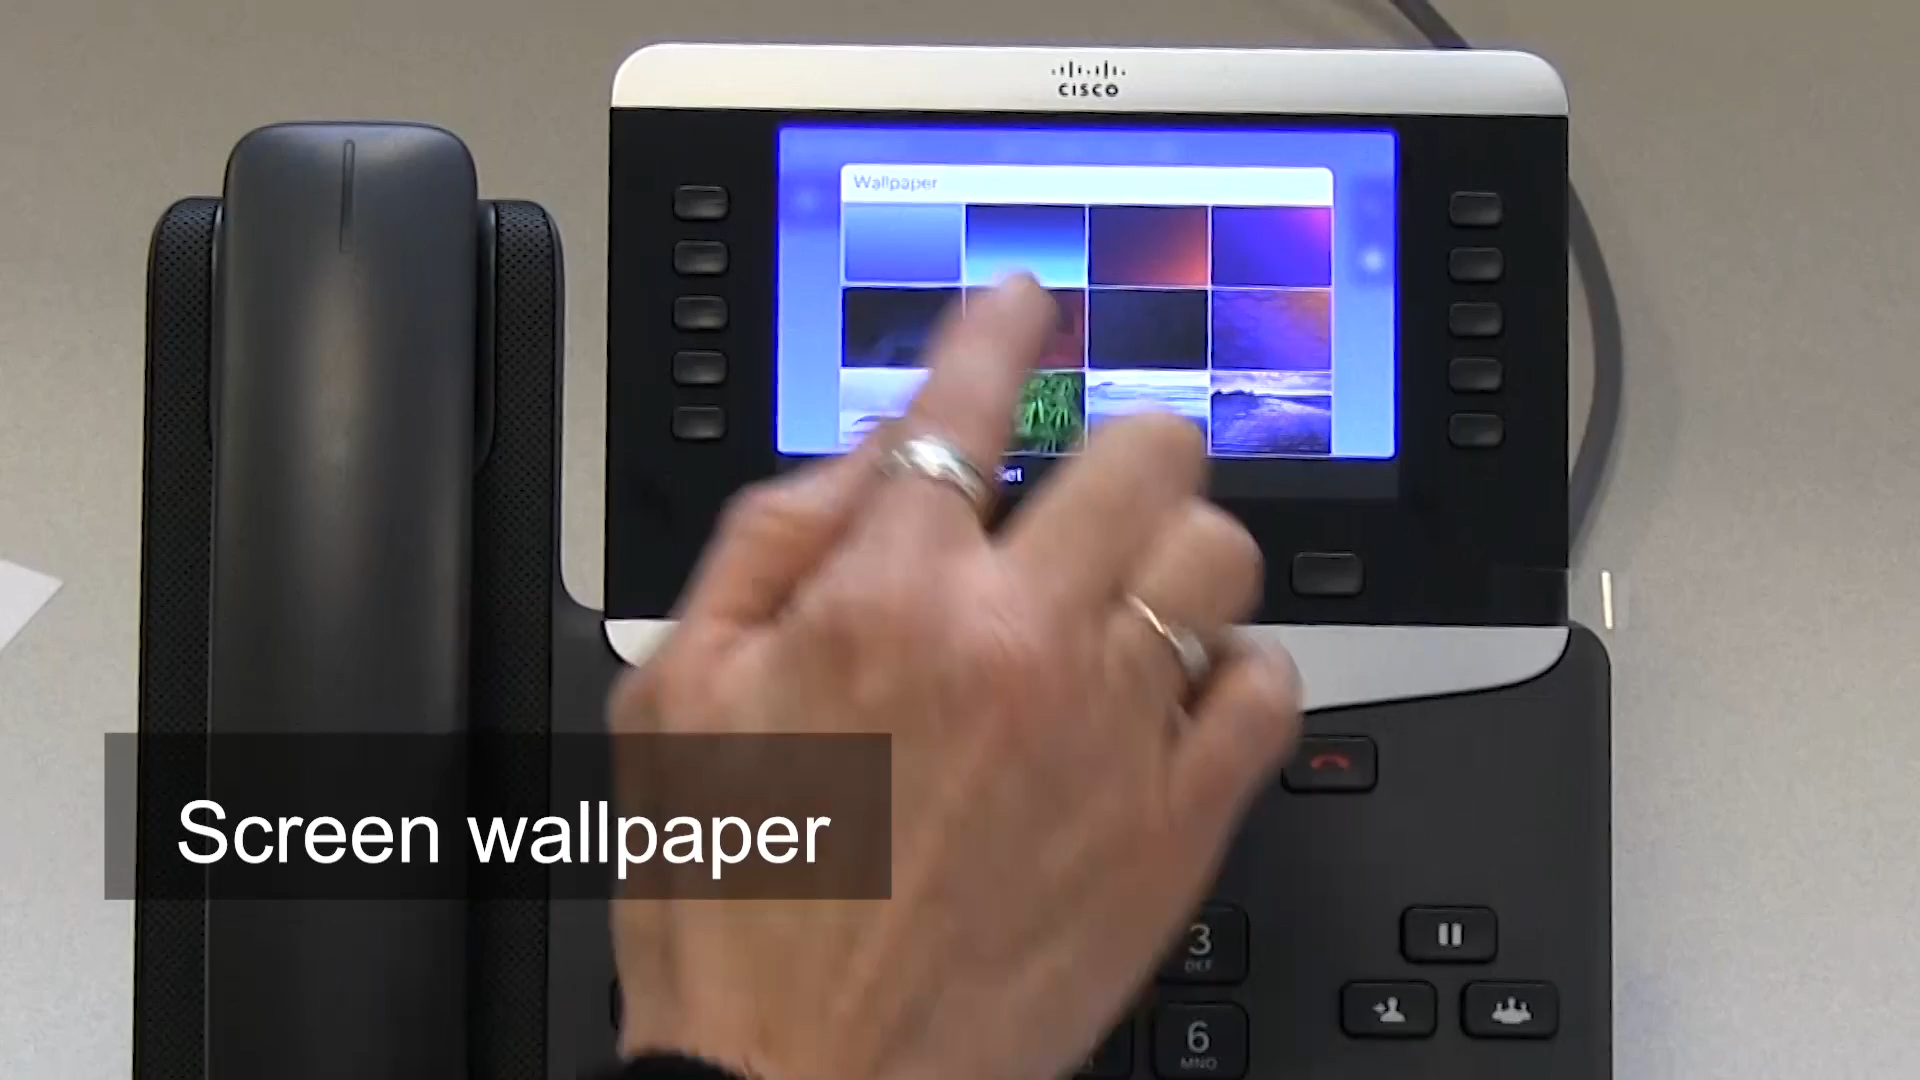 CISCO
Wallpaper
Set
Screen wallpaper
3
DEF
6
MNO